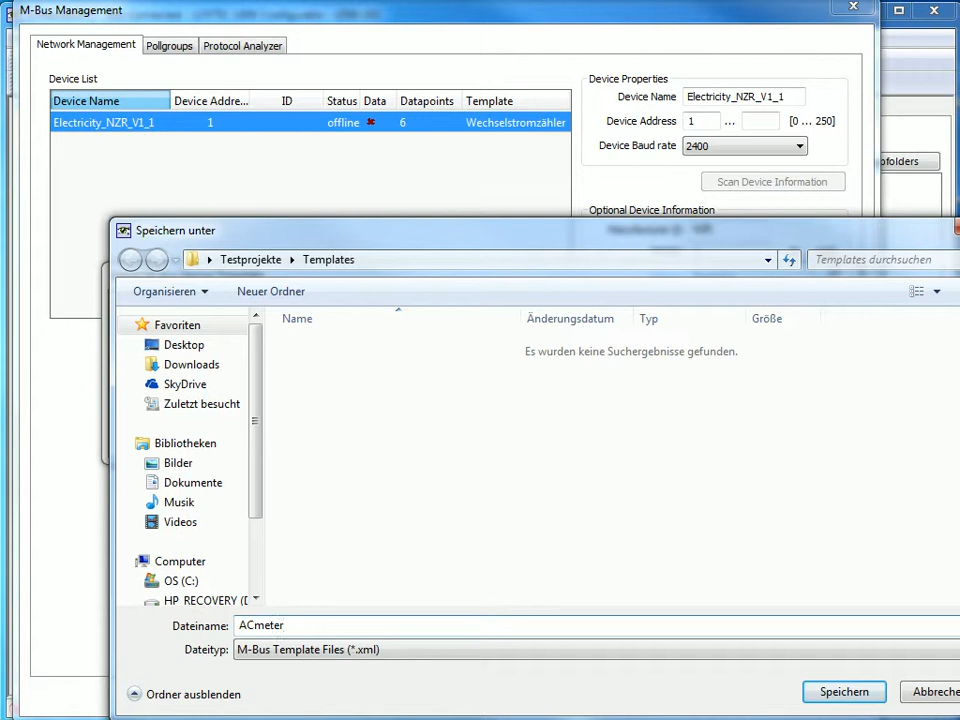 M-Bus Management
Network Management Pollgroups Protocol Analyzer
Device List
Device Name Device Addre... ID Status Data Datapoints Template
Electricity_NZR_V1_1 1 offline 6 Wechselstromzähler
Device Properties
Device Name Electricity_NZR_V1_1
Device Address 1 ... [0 ... 250]
Device Baud rate 2400
Scan Device Information
Optional Device Information
Speichern unter
Testprojekte Templates
Templates durchsuchen
Organisieren Neuer Ordner
Favoriten
Desktop
Downloads
SkyDrive
Zuletzt besucht
Bibliotheken
Bilder
Dokumente
Musik
Videos
Computer
OS (C:)
HP_RECOVERY (D
Name Änderungsdatum Typ Größe
Es wurden keine Suchergebnisse gefunden.
Dateiname: ACmeter
Dateityp: M-Bus Template Files (*.xml)
Ordner ausblenden
Speichern Abbreche